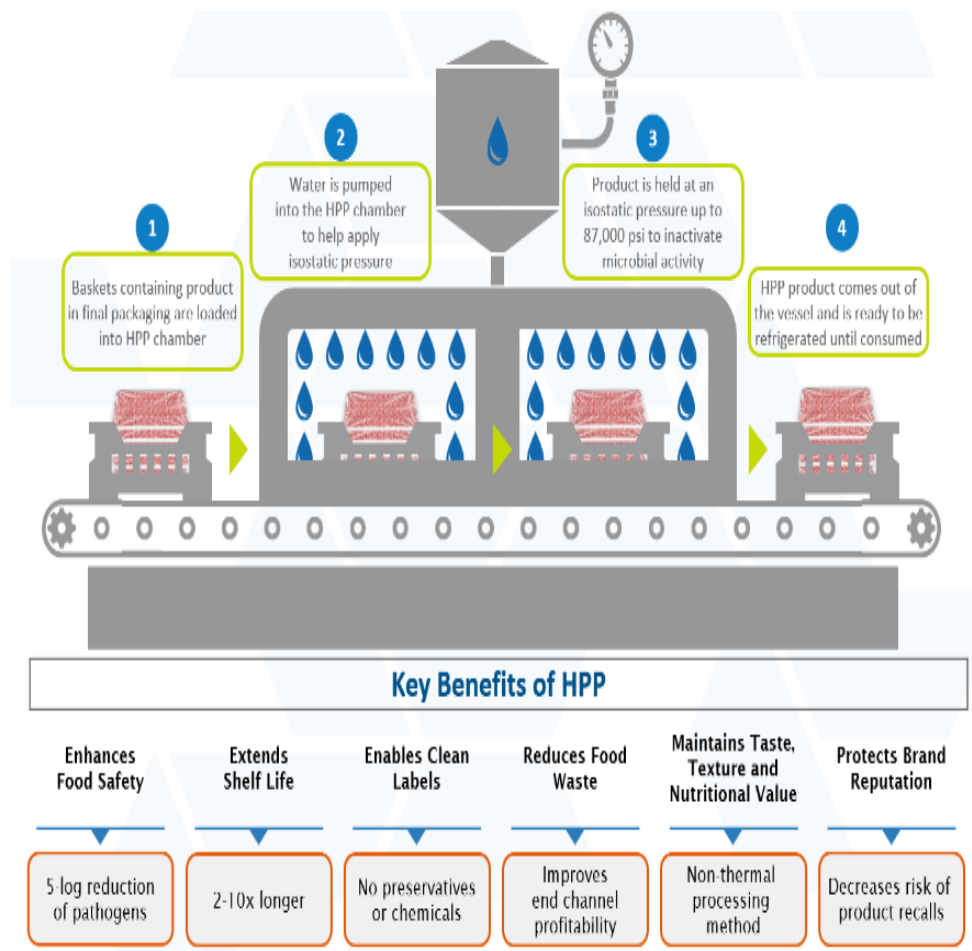 1
Baskets containing product
in final packaging are loaded
into HPP chamber
2
Water is pumped
into the HPP chamber
to help apply
isostatic pressure
3
Product is held at an
isostatic pressure up to
87,000 psi to inactivate
microbial activity
4
HPP product comes out of
the vessel and is ready to be
refrigerated until consumed
Key Benefits of HPP
Enhances
Food Safety
5-log reduction
of pathogens
Extends
Shelf Life
2-10x longer
Enables Clean
Labels
No preservatives
or chemicals
Reduces Food
Waste
Improves
end channel
profitability
Maintains Taste,
Texture and
Nutritional Value
Non-thermal
processing
method
Protects Brand
Reputation
Decreases risk of
product recalls